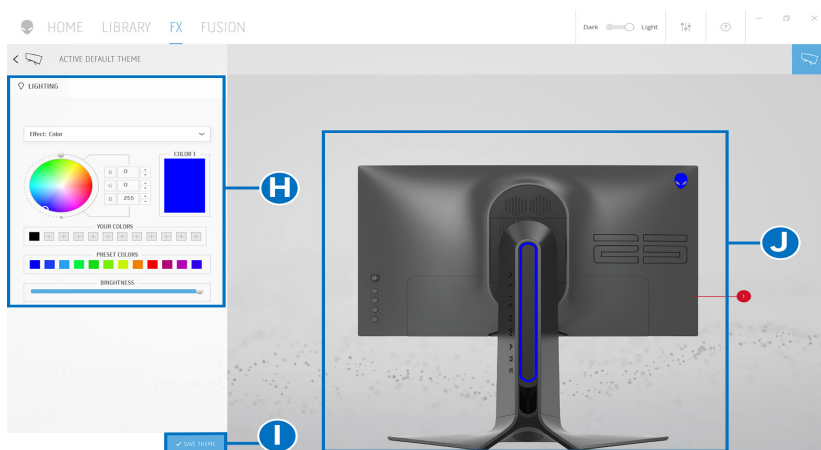 HOME LIBRARY FX FUSION
Dark Light
ACTIVE DEFAULT THEME
LIGHTING
Effect: Color
COLOR 1
R 0
G 0
B 255
YOUR COLORS
PRESET COLORS
BRIGHTNESS
SAVE THEME
H
I
J
1
25